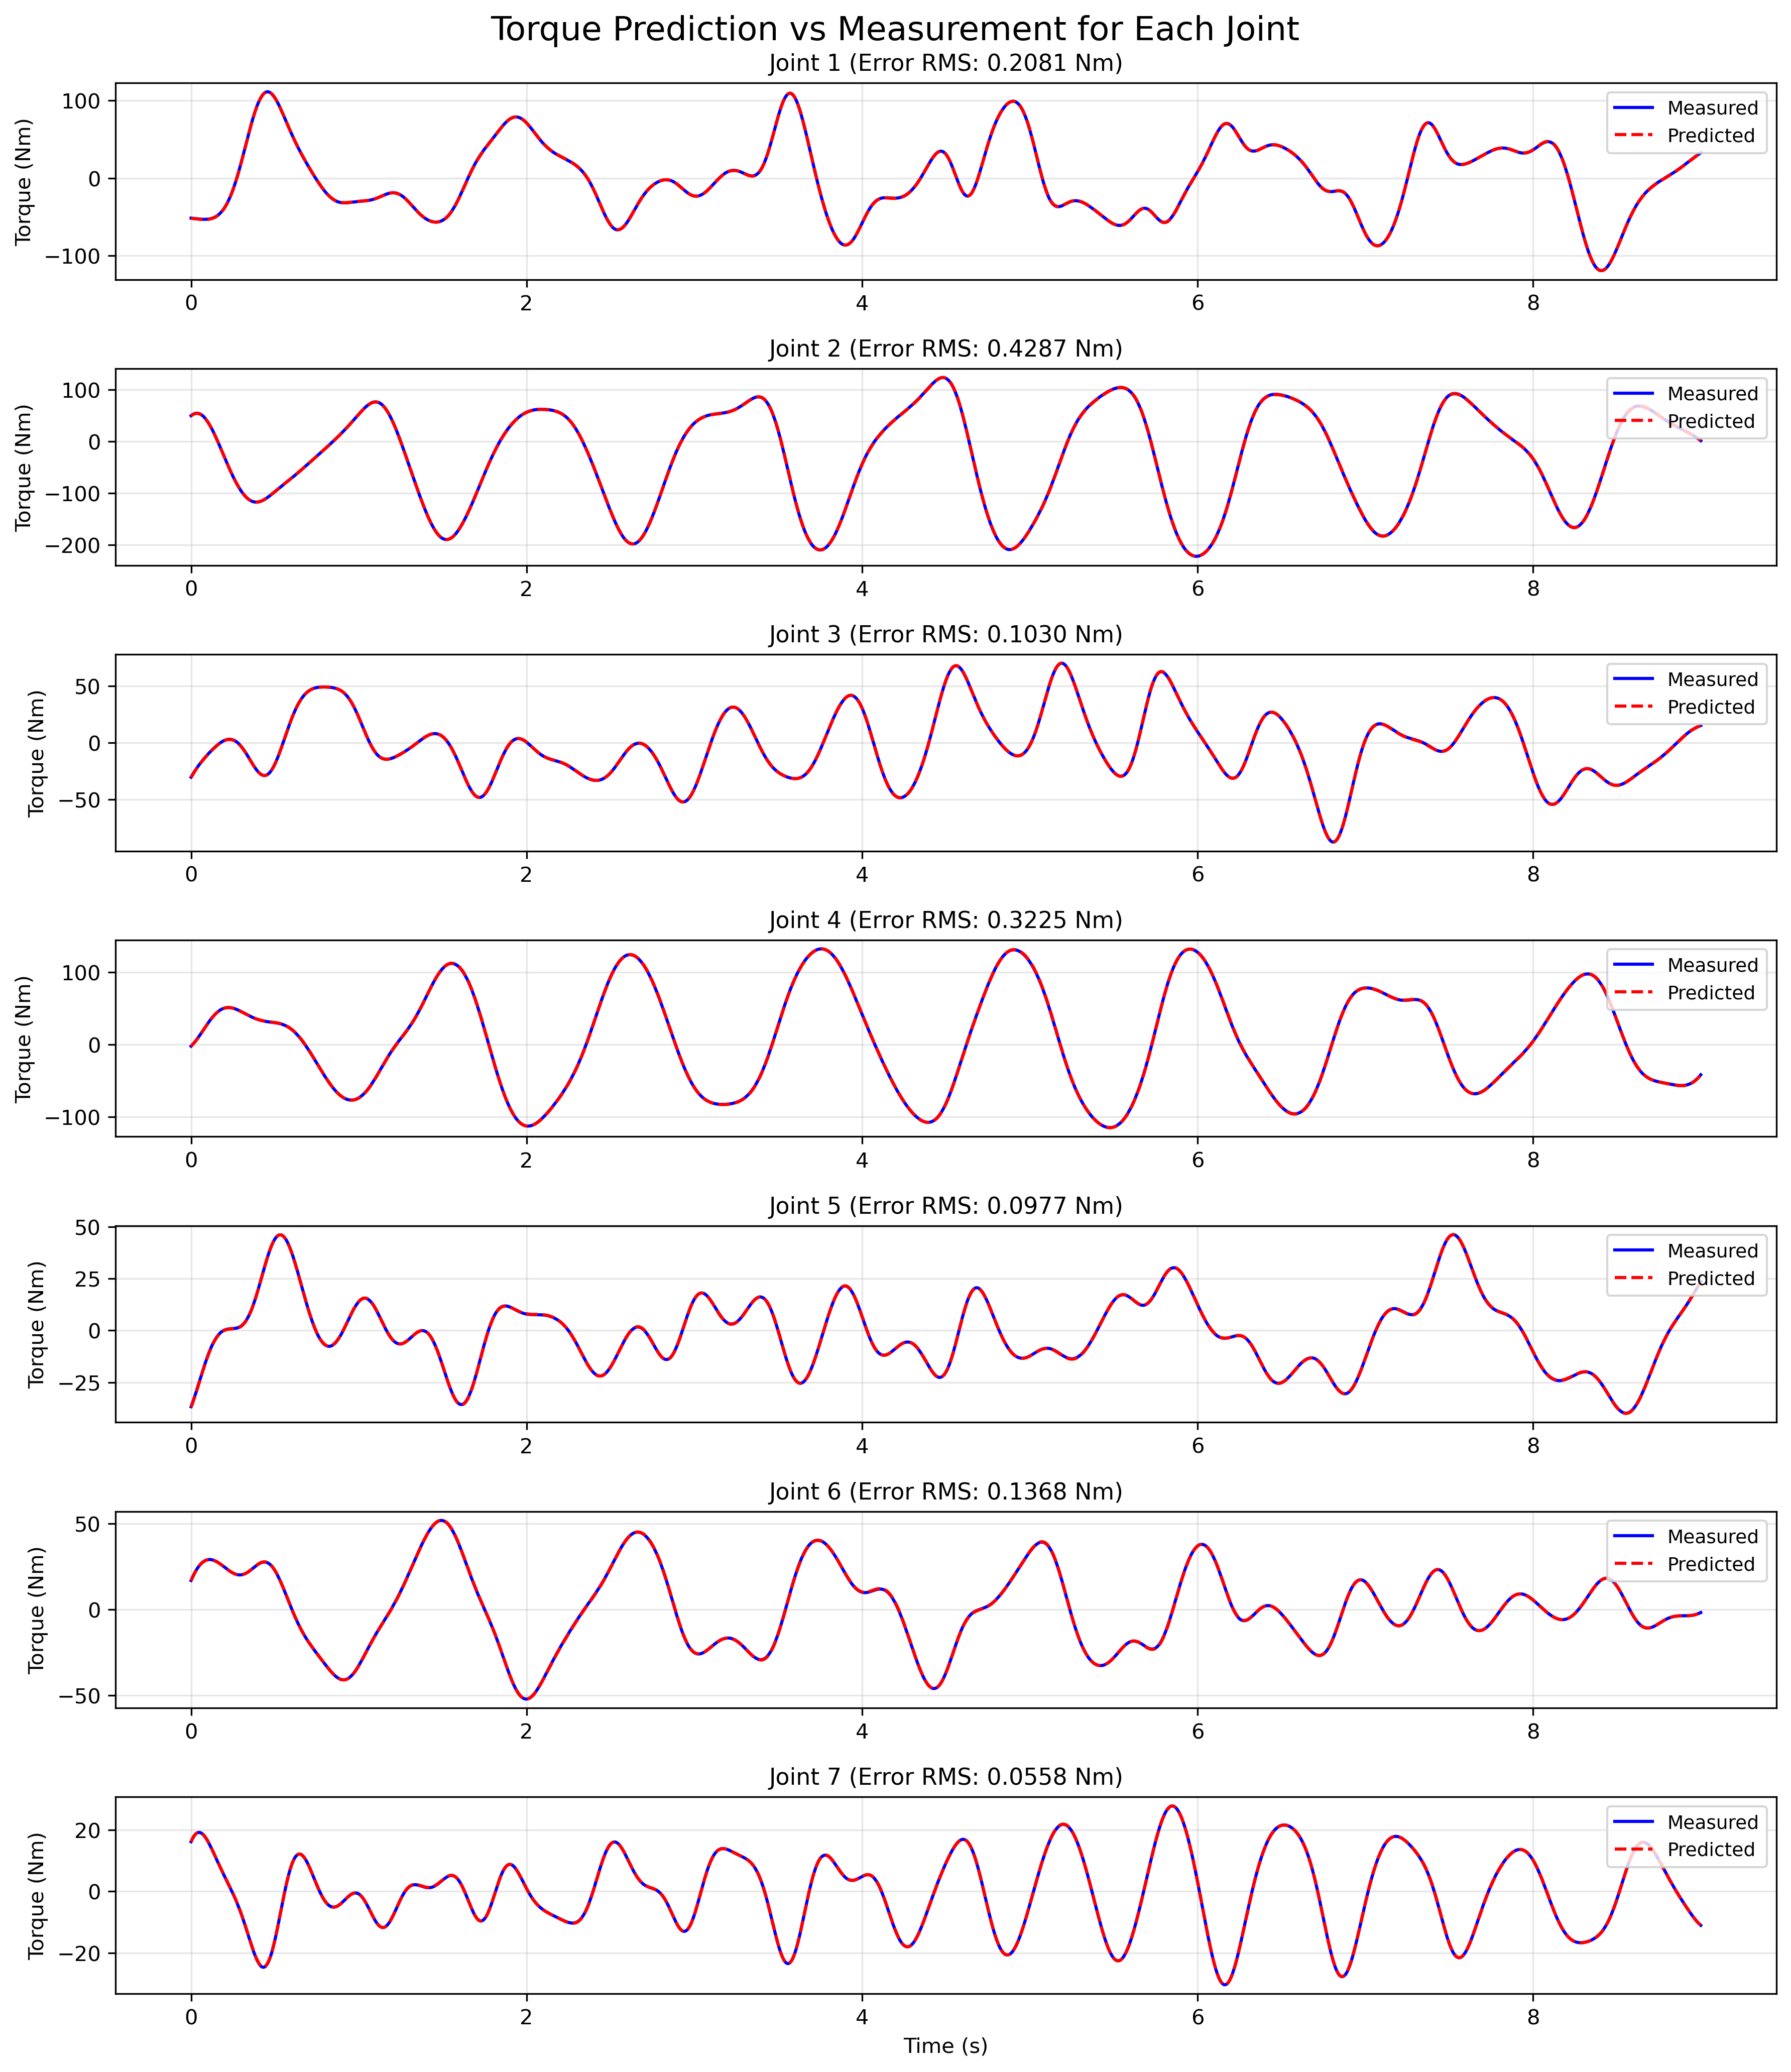 Torque Prediction vs Measurement for Each Joint
Joint 1 (Error RMS: 0.2081 Nm)
Torque (Nm)
100
0
−100
Measured
Predicted
0 2 4 6 8
Joint 2 (Error RMS: 0.4287 Nm)
Torque (Nm)
100
0
−100
−200
Measured
Predicted
0 2 4 6 8
Joint 3 (Error RMS: 0.1030 Nm)
Torque (Nm)
50
0
−50
Measured
Predicted
0 2 4 6 8
Joint 4 (Error RMS: 0.3225 Nm)
Torque (Nm)
100
0
−100
Measured
Predicted
0 2 4 6 8
Joint 5 (Error RMS: 0.0977 Nm)
Torque (Nm)
50
25
0
−25
Measured
Predicted
0 2 4 6 8
Joint 6 (Error RMS: 0.1368 Nm)
Torque (Nm)
50
0
−50
Measured
Predicted
0 2 4 6 8
Joint 7 (Error RMS: 0.0558 Nm)
Torque (Nm)
20
0
−20
Measured
Predicted
0 2 4 6 8
Time (s)